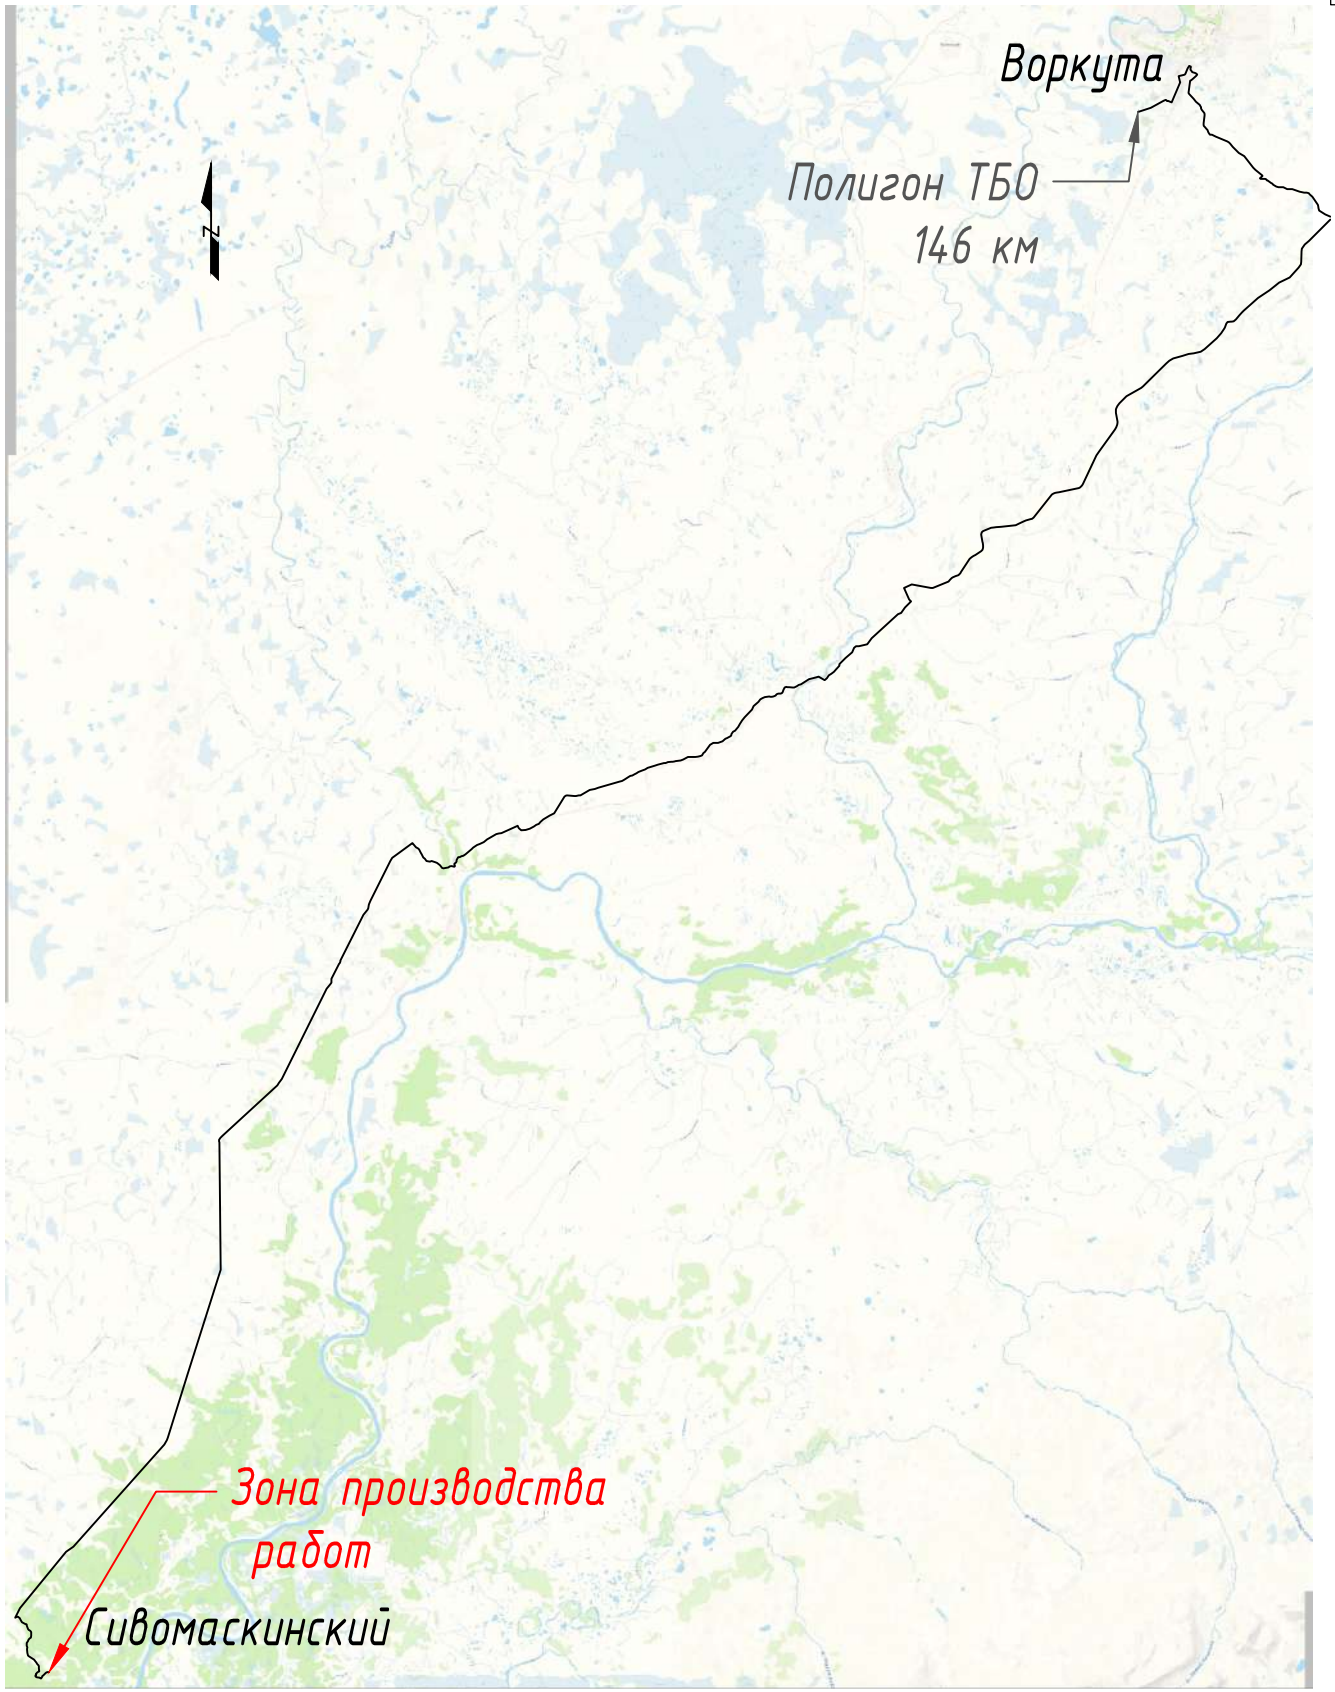 Воркута
Полигон ТБО
146 км
N
Зона производства
работ
Сивомаскинский